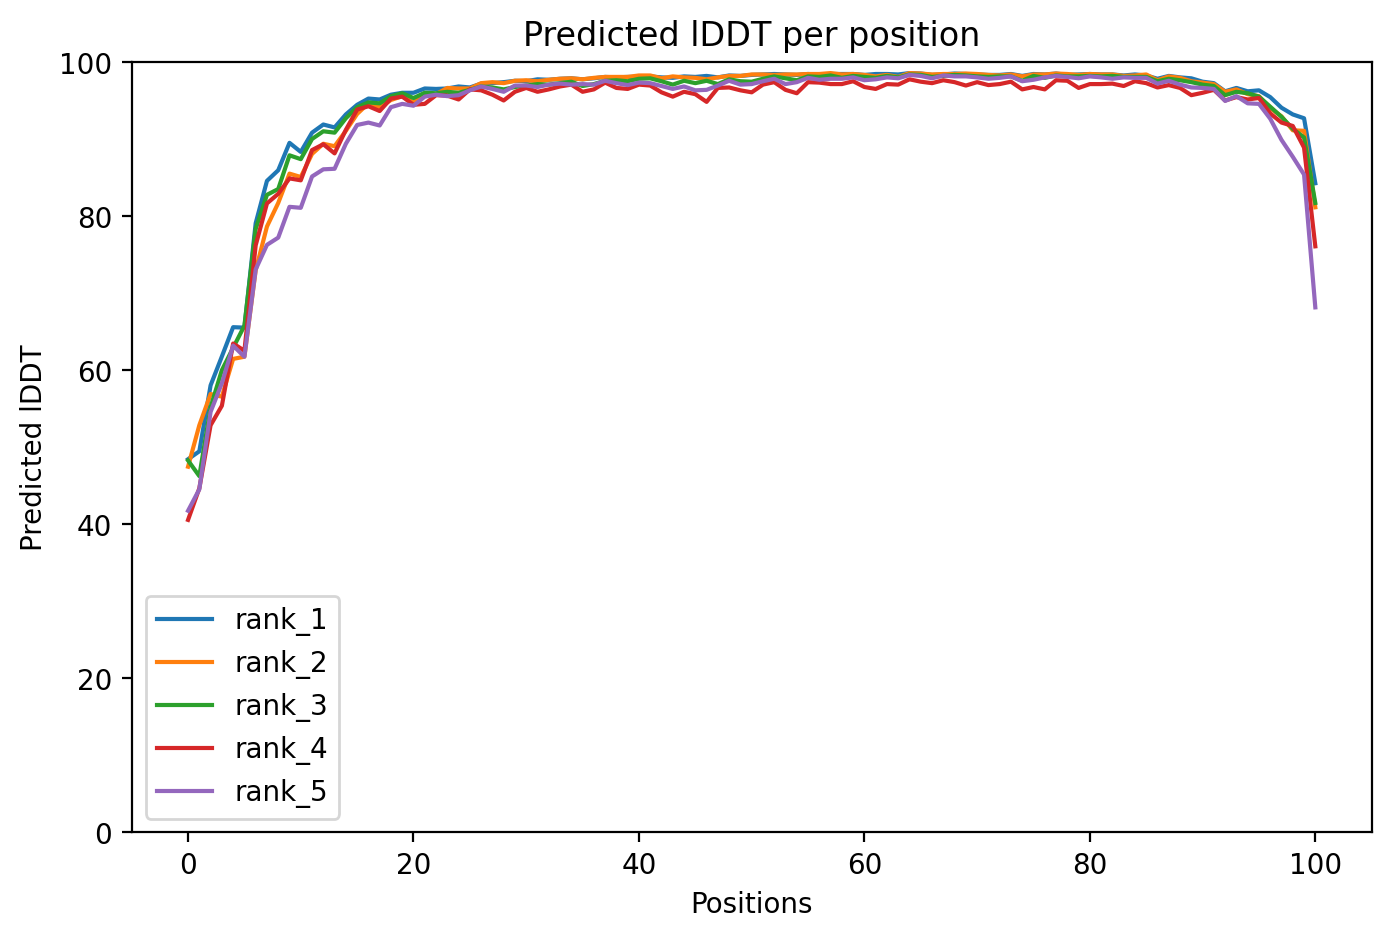 Predicted lDDT per position
Predicted lDDT
100
80
60
40
20
0
rank_1
rank_2
rank_3
rank_4
rank_5
0 20 40 60 80 100
Positions